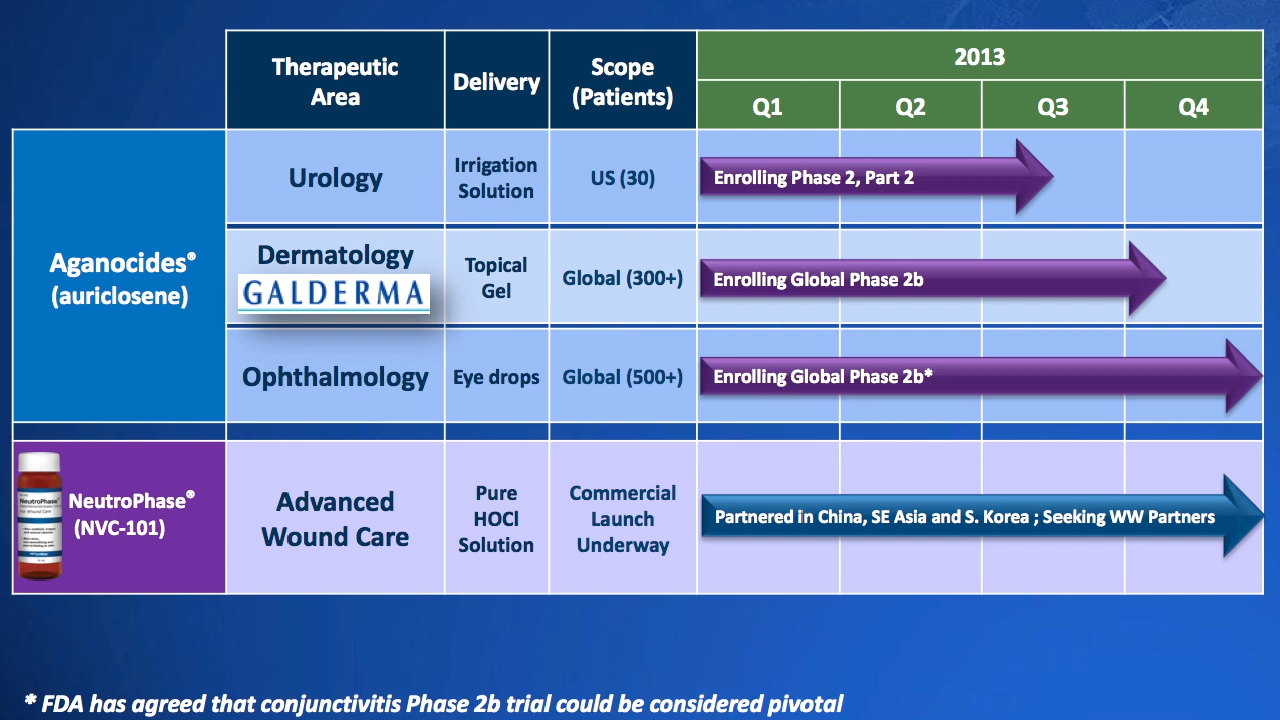 Therapeutic
Area
Delivery
Scope
(Patients)
2013
Q1
Q2
Q3
Q4
Aganocides®
(auriclosene)
Urology
Irrigation
Solution
US (30)
Enrolling Phase 2, Part 2
Dermatology
GALDERMA
Topical
Gel
Global (300+)
Enrolling Global Phase 2b
Ophthalmology
Eye drops
Global (500+)
Enrolling Global Phase 2b*
NeutroPhase
NeutroPhase®
(NVC-101)
Advanced
Wound Care
Pure
HOCl
Solution
Commercial
Launch
Underway
Partnered in China, SE Asia and S. Korea ; Seeking WW Partners
* FDA has agreed that conjunctivitis Phase 2b trial could be considered pivotal